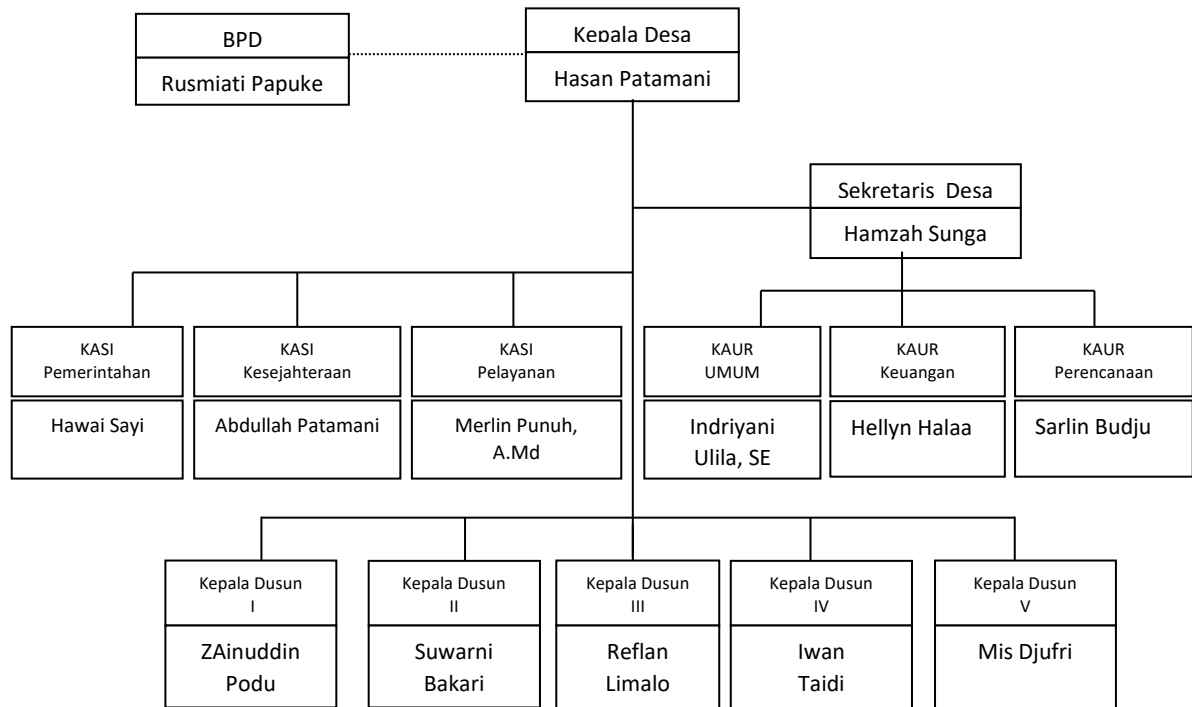 BPD
Rusmiati Papuke
Kepala Desa
Hasan Patamani
Sekretaris Desa
Hamzah Sunga
KASI
Pemerintahan
Hawai Sayi
KASI
Kesejahteraan
Abdullah Patamani
KASI
Pelayanan
Merlin Punuh,
A.Md
KAUR
UMUM
Indriyani
Ulila, SE
KAUR
Keuangan
Hellyn Halaa
KAUR
Perencanaan
Sarlin Budju
Kepala Dusun
I
ZAinuddin
Podu
Kepala Dusun
II
Suwarni
Bakari
Kepala Dusun
III
Reflan
Limalo
Kepala Dusun
IV
Iwan
Taidi
Kepala Dusun
V
Mis Djufri